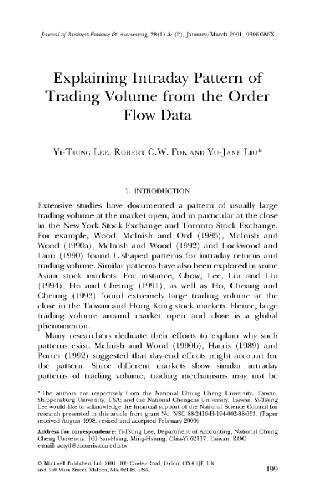 Journal of Business Finance & Accounting, 28(1) & (2), January/March 2001, 0306-686X
Explaining Intraday Pattern of
Trading Volume from the Order
Flow Data
Yi-Tsung Lee, Robert C.W. Fok and Yu-Jane Liu*
1. INTRODUCTION
Extensive studies have documented a pattern of usually large
trading volume at the market open, and in particular at the close
in the New York Stock Exchange and Toronto Stock Exchange.
For example, Wood, McInish and Ord (1985), McInish and
Wood (1990a), McInish and Wood (1992) and Lockwood and
Linn (1990) found U-shaped patterns for intraday returns and
trading volume. Similar patterns have also been explored in some
Asian stock markets. For instance, Chow, Lee, Liu and Liu
(1994), Ho and Cheung (1991), as well as Ho, Cheung and
Cheung (1993) found extremely large trading volume at the
close in the Taiwan and Hong Kong stock markets. Hence, large
trading volume around market open and close is a global
phenomenon.
Many researchers dedicate their efforts to explain why such
patterns exist. McInish and Wood (1990b), Harris (1989) and
Porter (1992) suggested that day-end effects might account for
the pattern. Since different markets show similar intraday
patterns of trading volume, trading mechanisms may not be
* The authors are respectively from the National Chung Cheng University, Taiwan;
Shippensburg University, USA; and the National Chengchi University, Taiwan. Yi-Tsung
Lee would like to acknowledge the financial support of the National Science Council for
research presented in this article from grant No. NSC
received August 1998, revised and accepted February 2000)
Address for correspondence: Yi-Tsung Lee, Department of Accounting, National Chung
Cheng University, 160 San-Hsing, Ming-Hsiung, Chia-Yi 62117, Taiwan, ROC.
e-mail: actytl@ccunix.ccu.edu.tw
© Blackwell Publishers Ltd. 2001, 108 Cowley Road, Oxford OX4 1JF, UK
and 350 Main Street, Malden, MA 02148, USA.
199